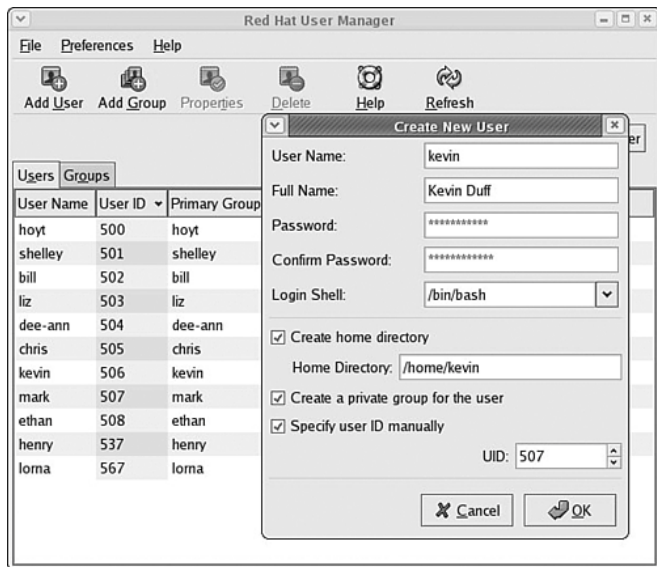 Red Hat User Manager
File Preferences Help
Add User Add Group Properties Delete Help Refresh
er
Users Groups
User Name User ID Primary Group
hoyt 500 hoyt
shelley 501 shelley
bill 502 bill
liz 503 liz
dee-ann 504 dee-ann
chris 505 chris
kevin 506 kevin
mark 507 mark
ethan 508 ethan
henry 537 henry
lorna 567 lorna
Create New User
User Name: kevin
Full Name: Kevin Duff
Password: ***********
Confirm Password: ************
Login Shell: /bin/bash
Create home directory
Home Directory: /home/kevin
Create a private group for the user
Specify user ID manually
UID: 507
Cancel OK